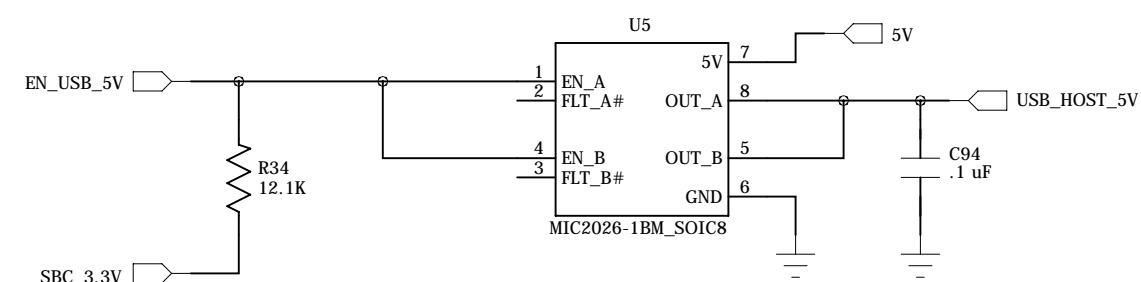 U5
5V
7
5V
EN_USB_5V
1
EN_A
2
FLT_A#
OUT_A
8
USB_HOST_5V
4
EN_B
3
FLT_B#
OUT_B
5
C94
.1 uF
R34
12.1K
GND
6
MIC2026-1BM_SOIC8
SBC_3.3V